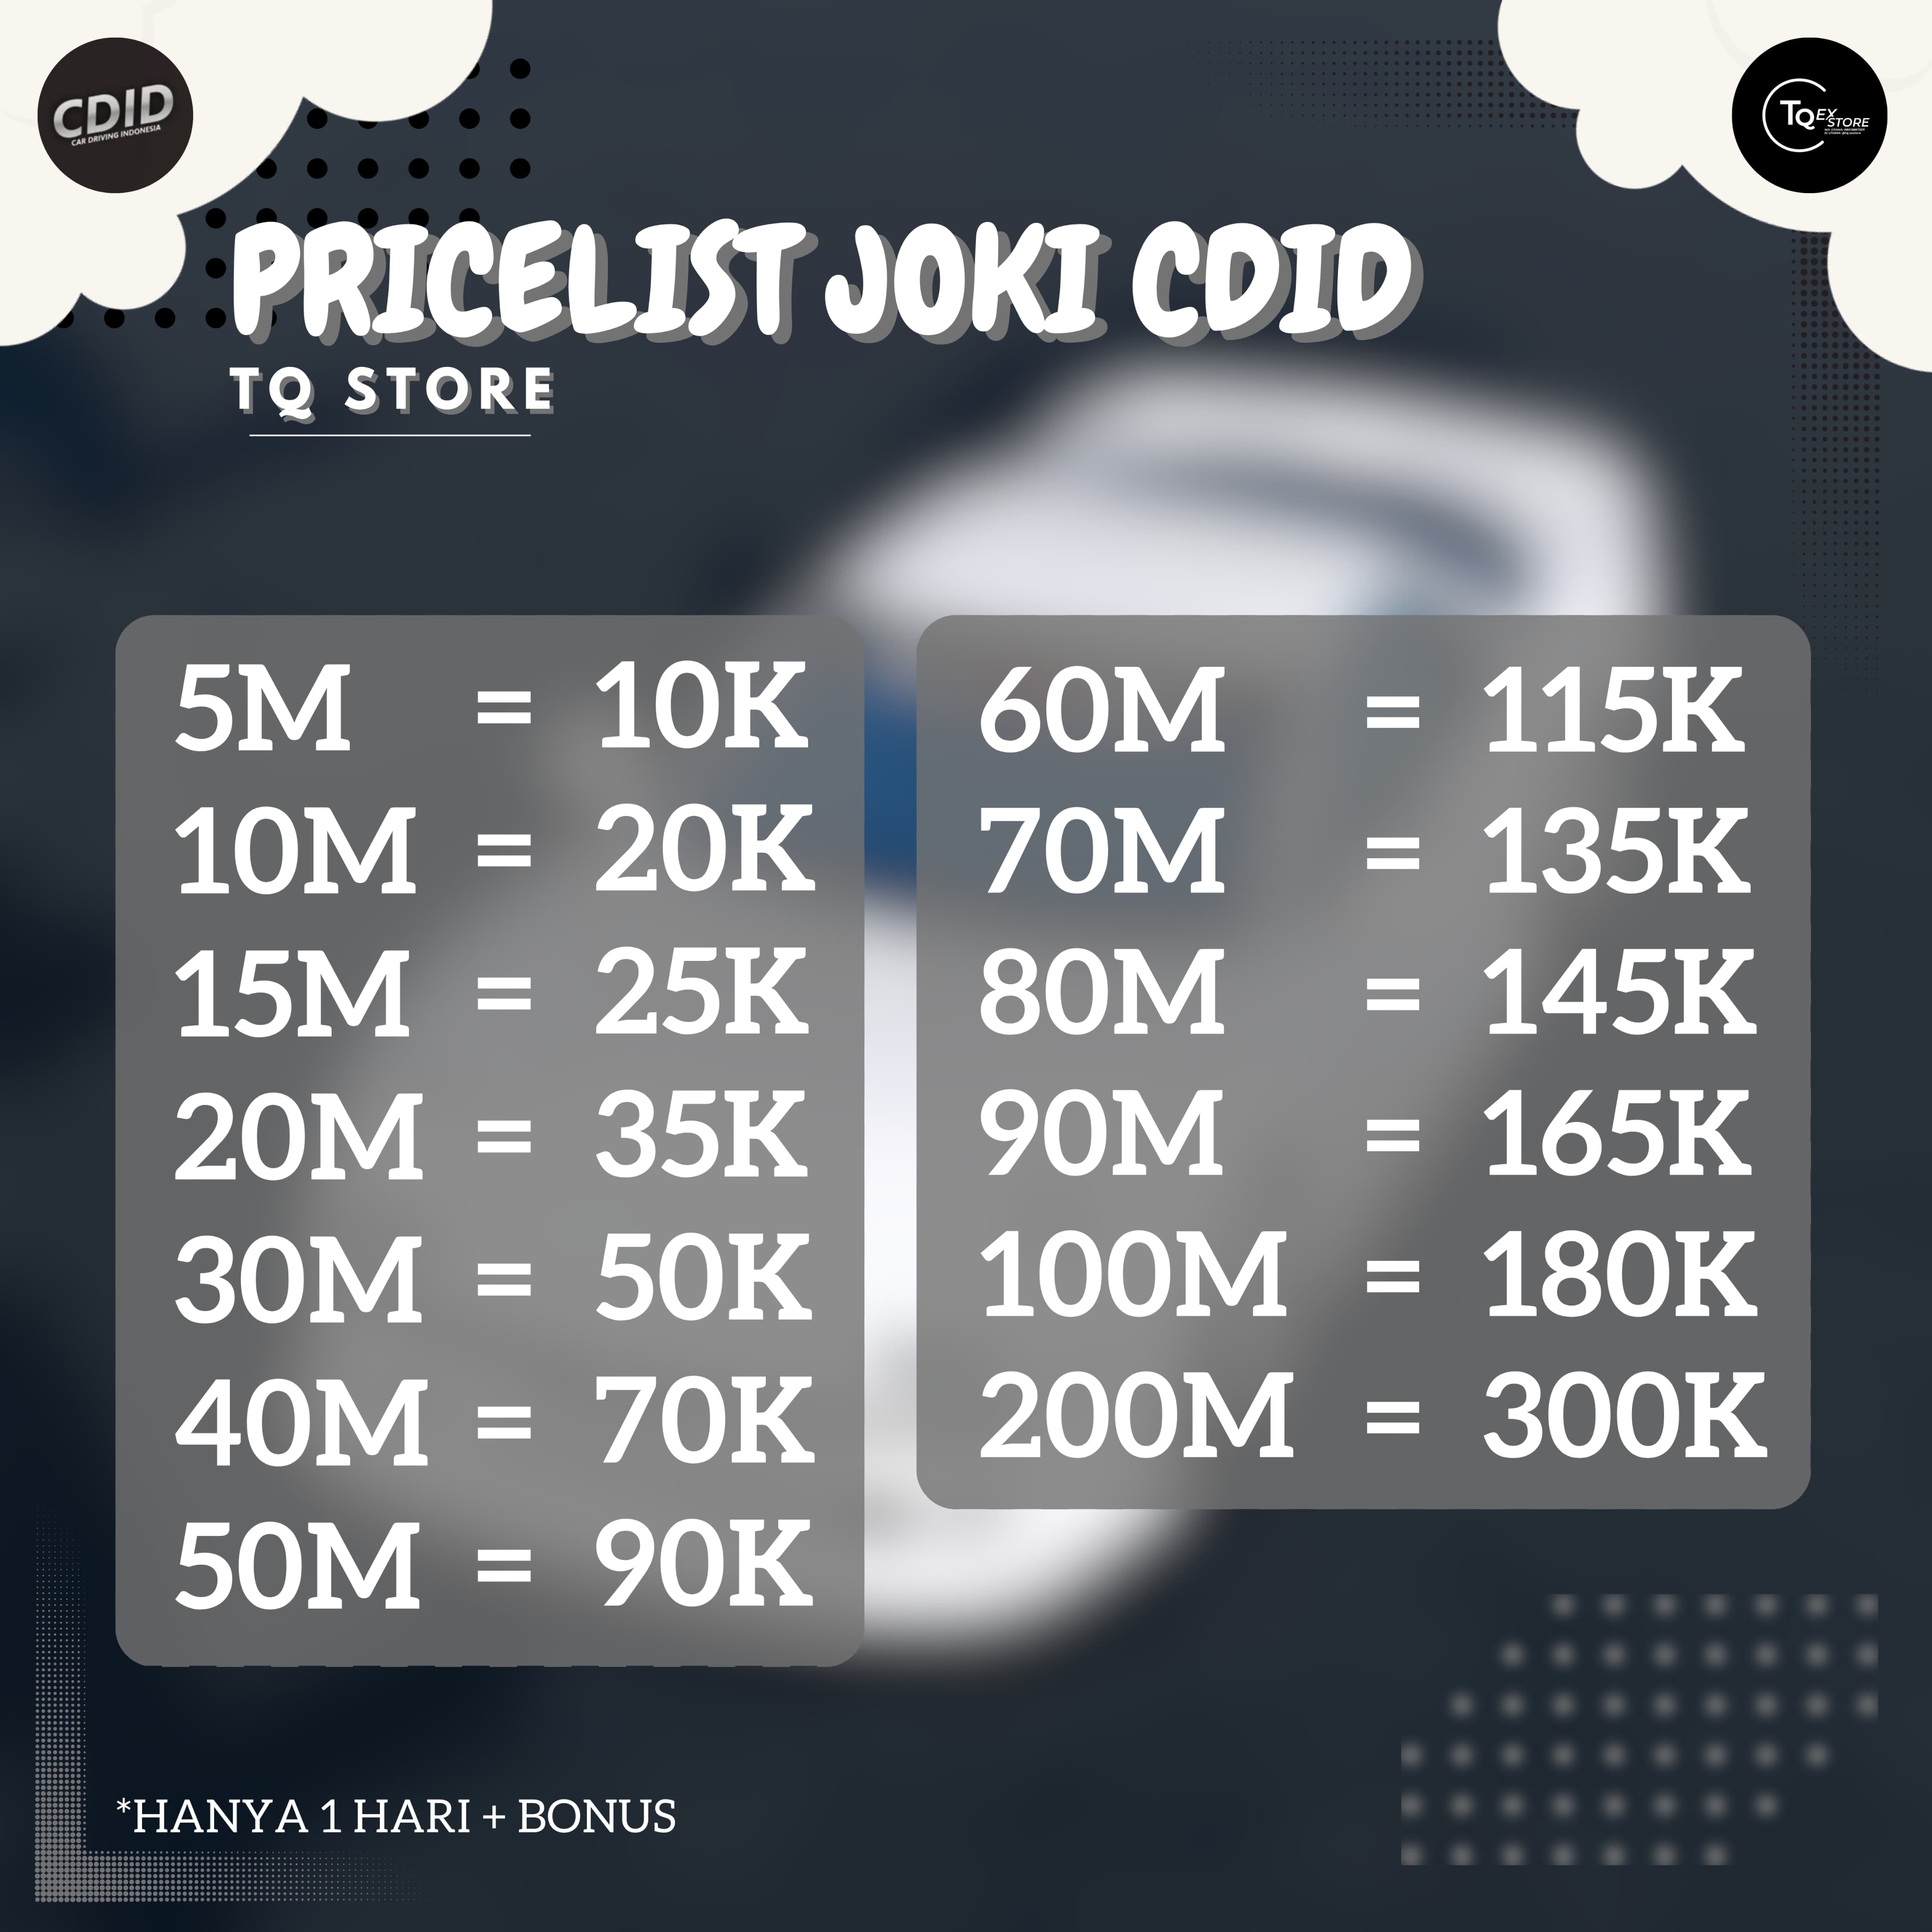 CDID
CAR DRIVING INDONESIA
TQ EX STORE
PRICELIST JOKI CDID
TQ STORE
5M = 10K
10M = 20K
15M = 25K
20M = 35K
30M = 50K
40M = 70K
50M = 90K
60M = 115K
70M = 135K
80M = 145K
90M = 165K
100M = 180K
200M = 300K
*HANYA 1 HARI + BONUS